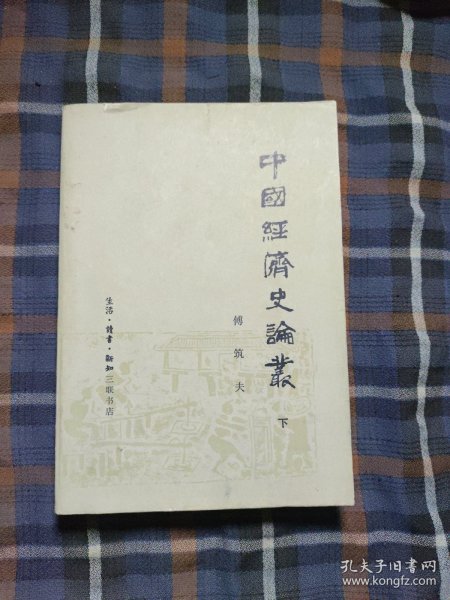 中國經濟史論叢
下
傅筑夫
生活·讀書·新知三联书店
孔夫子旧书网
www.kongfz.com